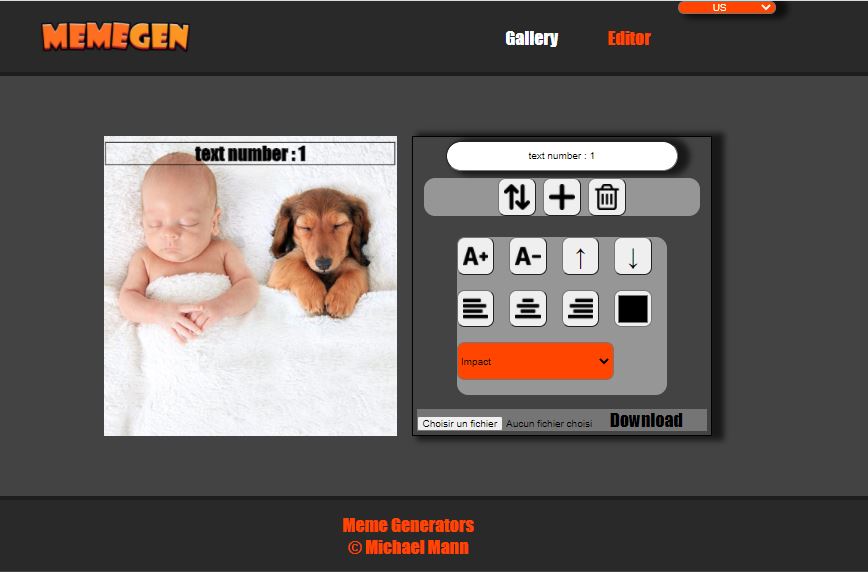 US
MEMEGEN
Gallery
Editor
text number : 1
text number : 1
A+
A-
Impact
Choisir un fichier
Aucun fichier choisi
Download
Meme Generators
© Michael Mann